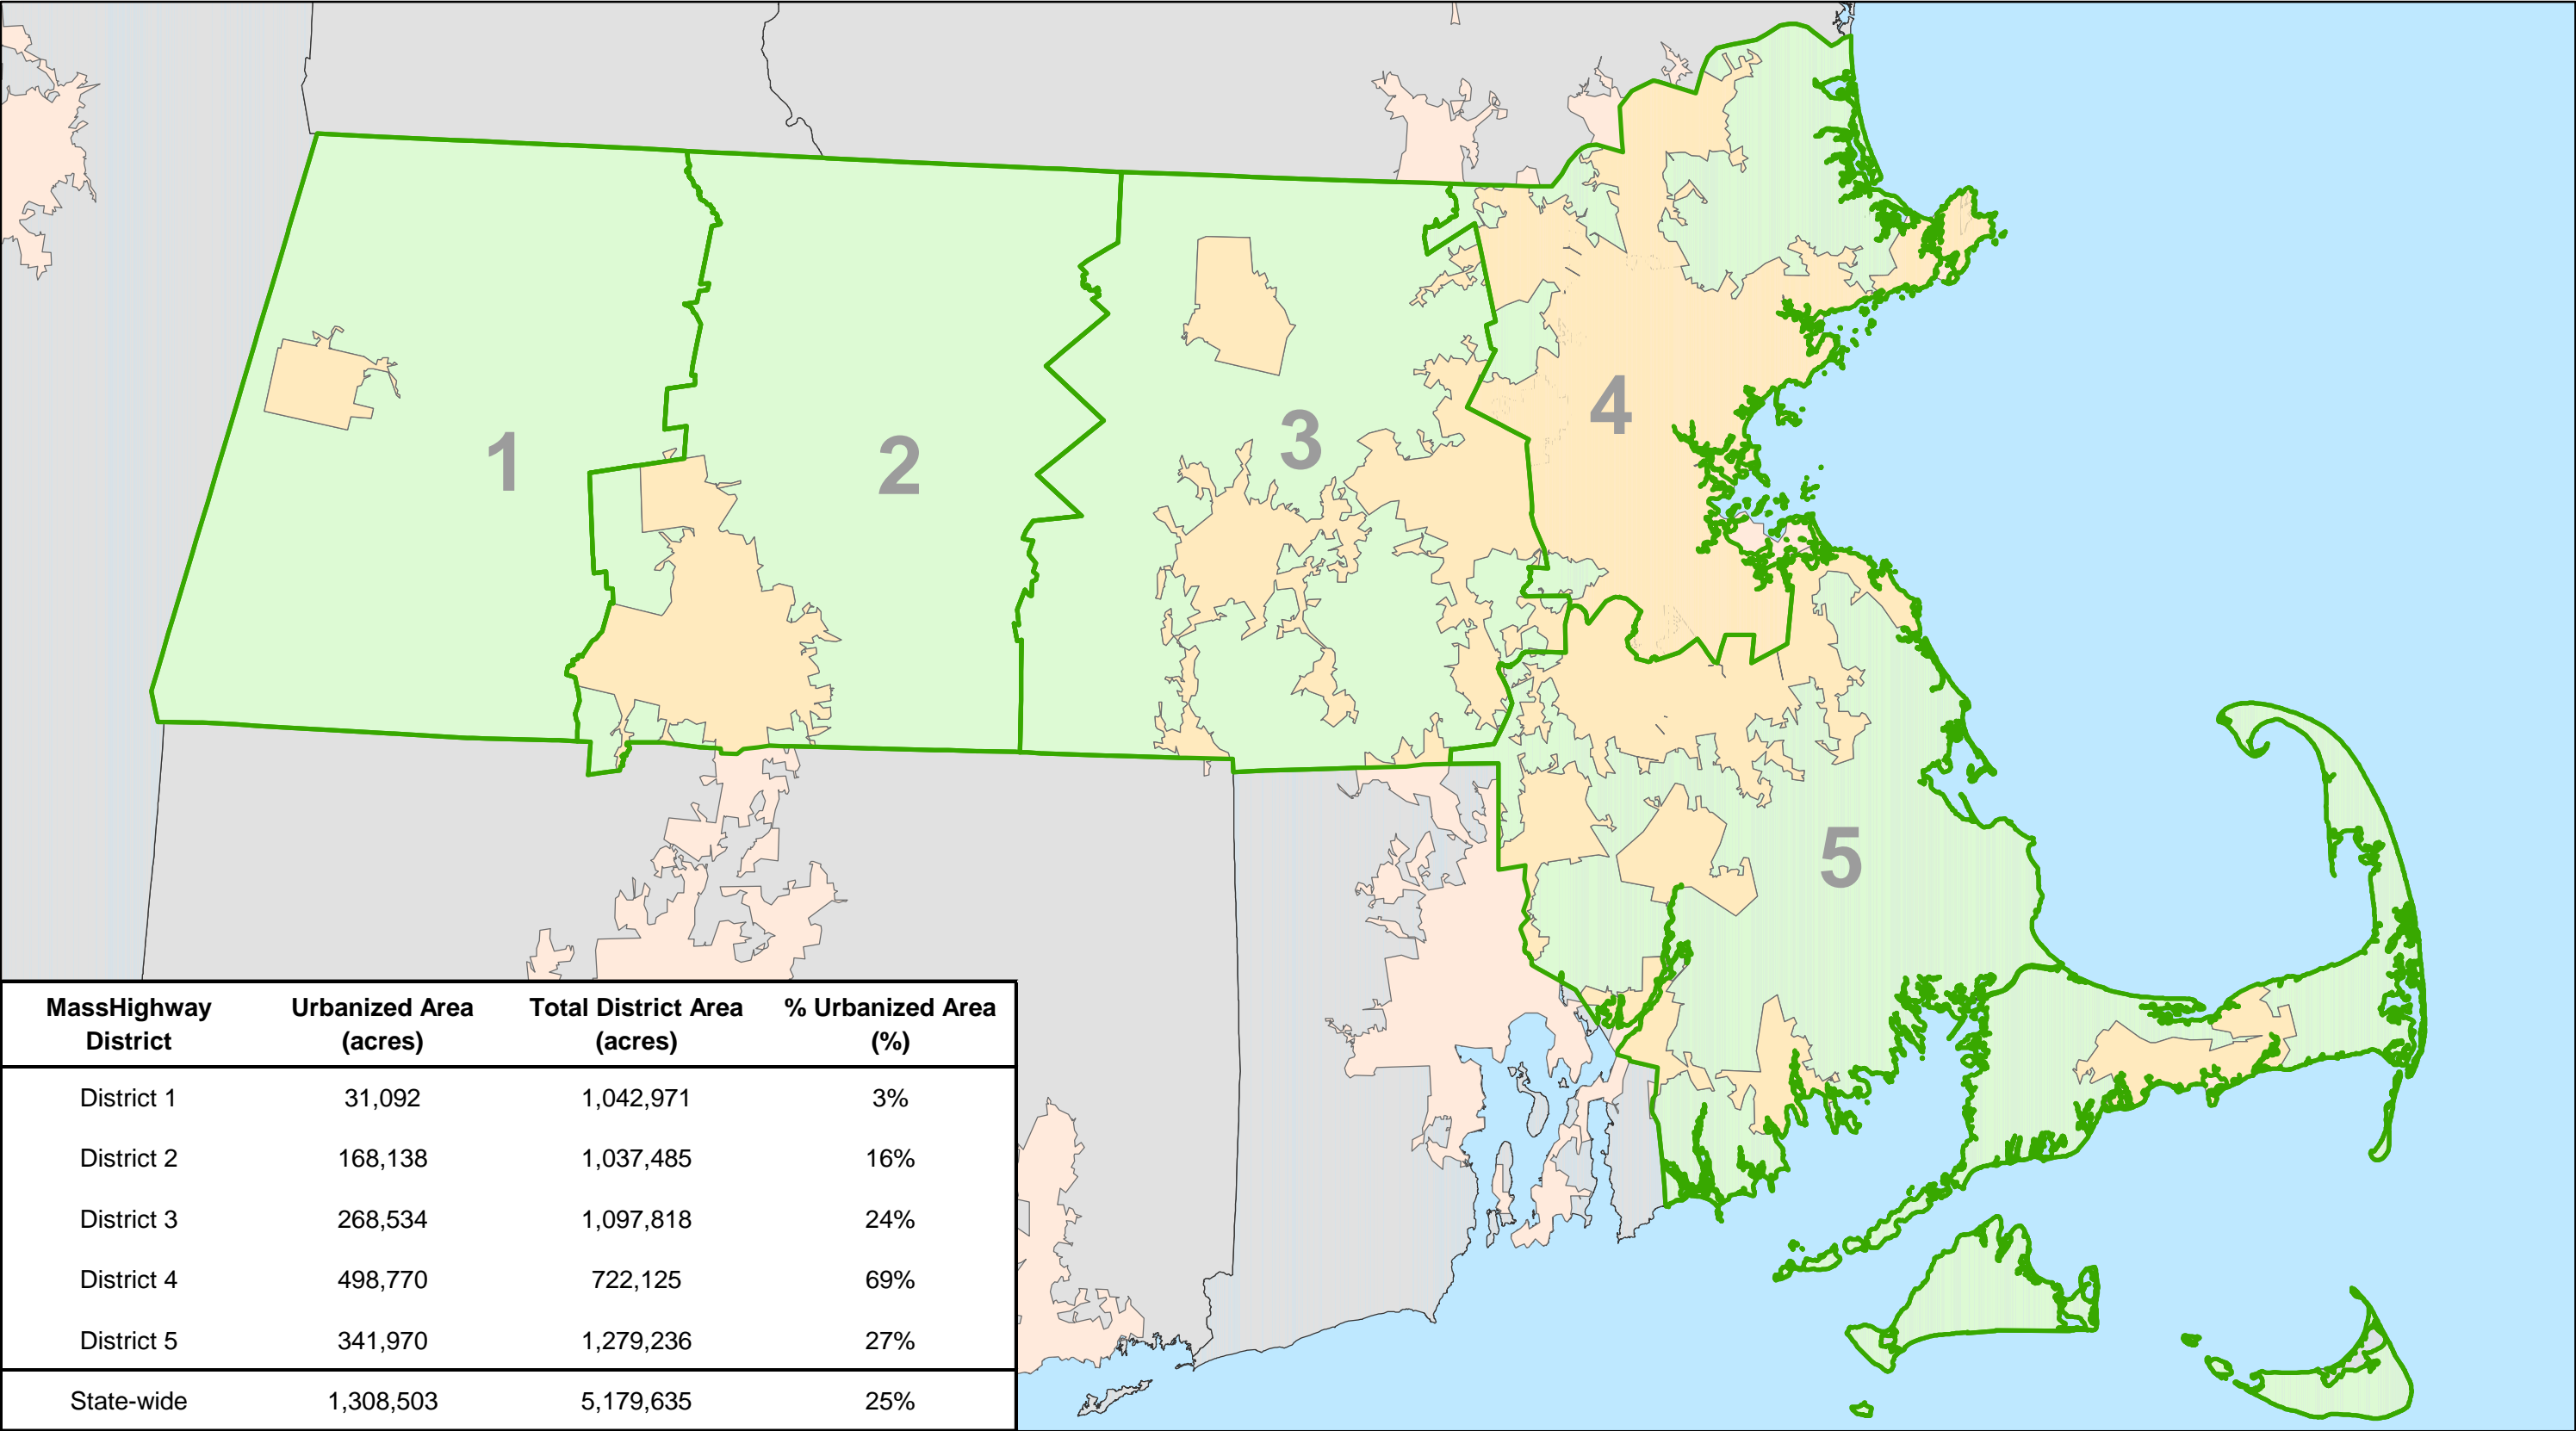 1
2
3
4
5
MassHighway District Urbanized Area (acres) Total District Area (acres) % Urbanized Area (%)
District 1 31,092 1,042,971 3%
District 2 168,138 1,037,485 16%
District 3 268,534 1,097,818 24%
District 4 498,770 722,125 69%
District 5 341,970 1,279,236 27%
State-wide 1,308,503 5,179,635 25%